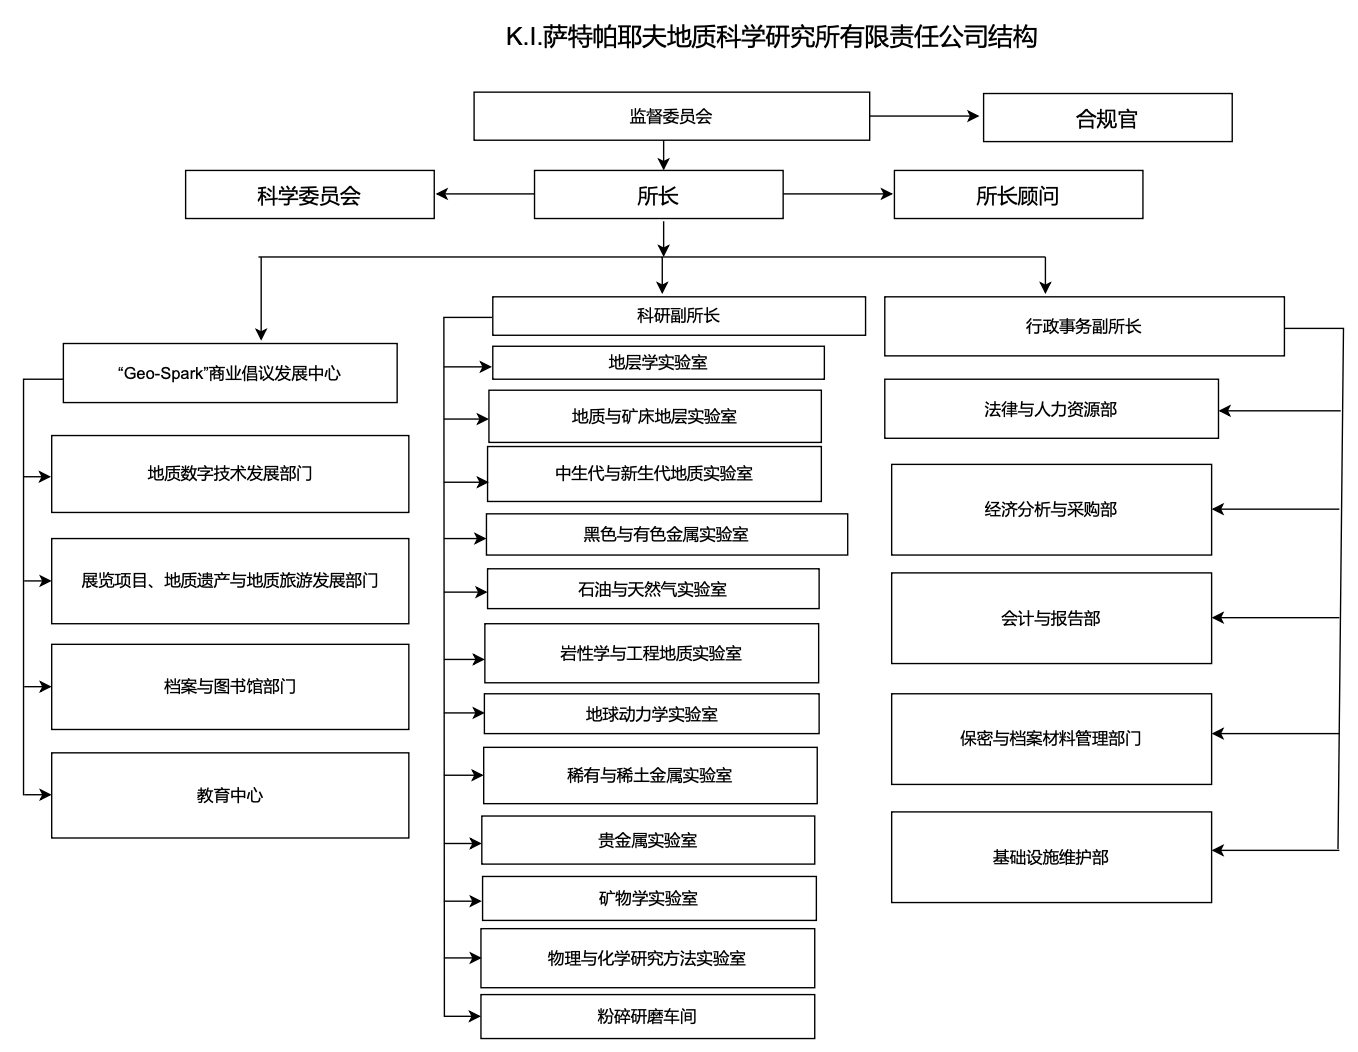 K.I.萨特帕耶夫地质科学研究所有限责任公司结构
监督委员会
合规官
科学委员会
所长
所长顾问
“Geo-Spark”商业倡议发展中心
地质数字技术发展部门
展览项目、地质遗产与地质旅游发展部门
档案与图书馆部门
教育中心
科研副所长
地层学实验室
地质与矿床地层实验室
中生代与新生代地质实验室
黑色与有色金属实验室
石油与天然气实验室
岩性学与工程地质实验室
地球动力学实验室
稀有与稀土金属实验室
贵金属实验室
矿物学实验室
物理与化学研究方法实验室
粉碎研磨车间
行政事务副所长
法律与人力资源部
经济分析与采购部
会计与报告部
保密与档案材料管理部门
基础设施维护部